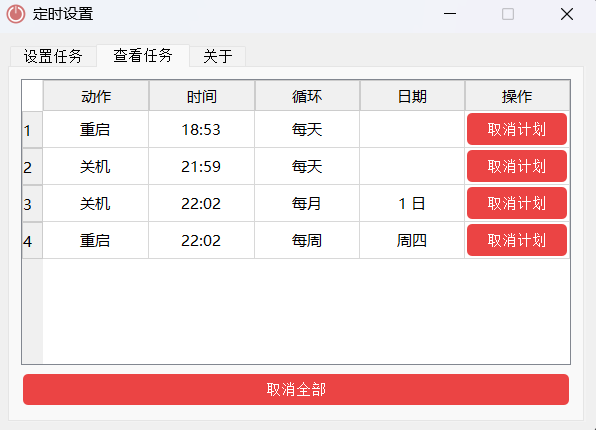 定时设置
设置任务 查看任务 关于
动作 时间 循环 日期 操作
1 重启 18:53 每天 取消计划
2 关机 21:59 每天 取消计划
3 关机 22:02 每月 1 日 取消计划
4 重启 22:02 每周 周四 取消计划
取消全部